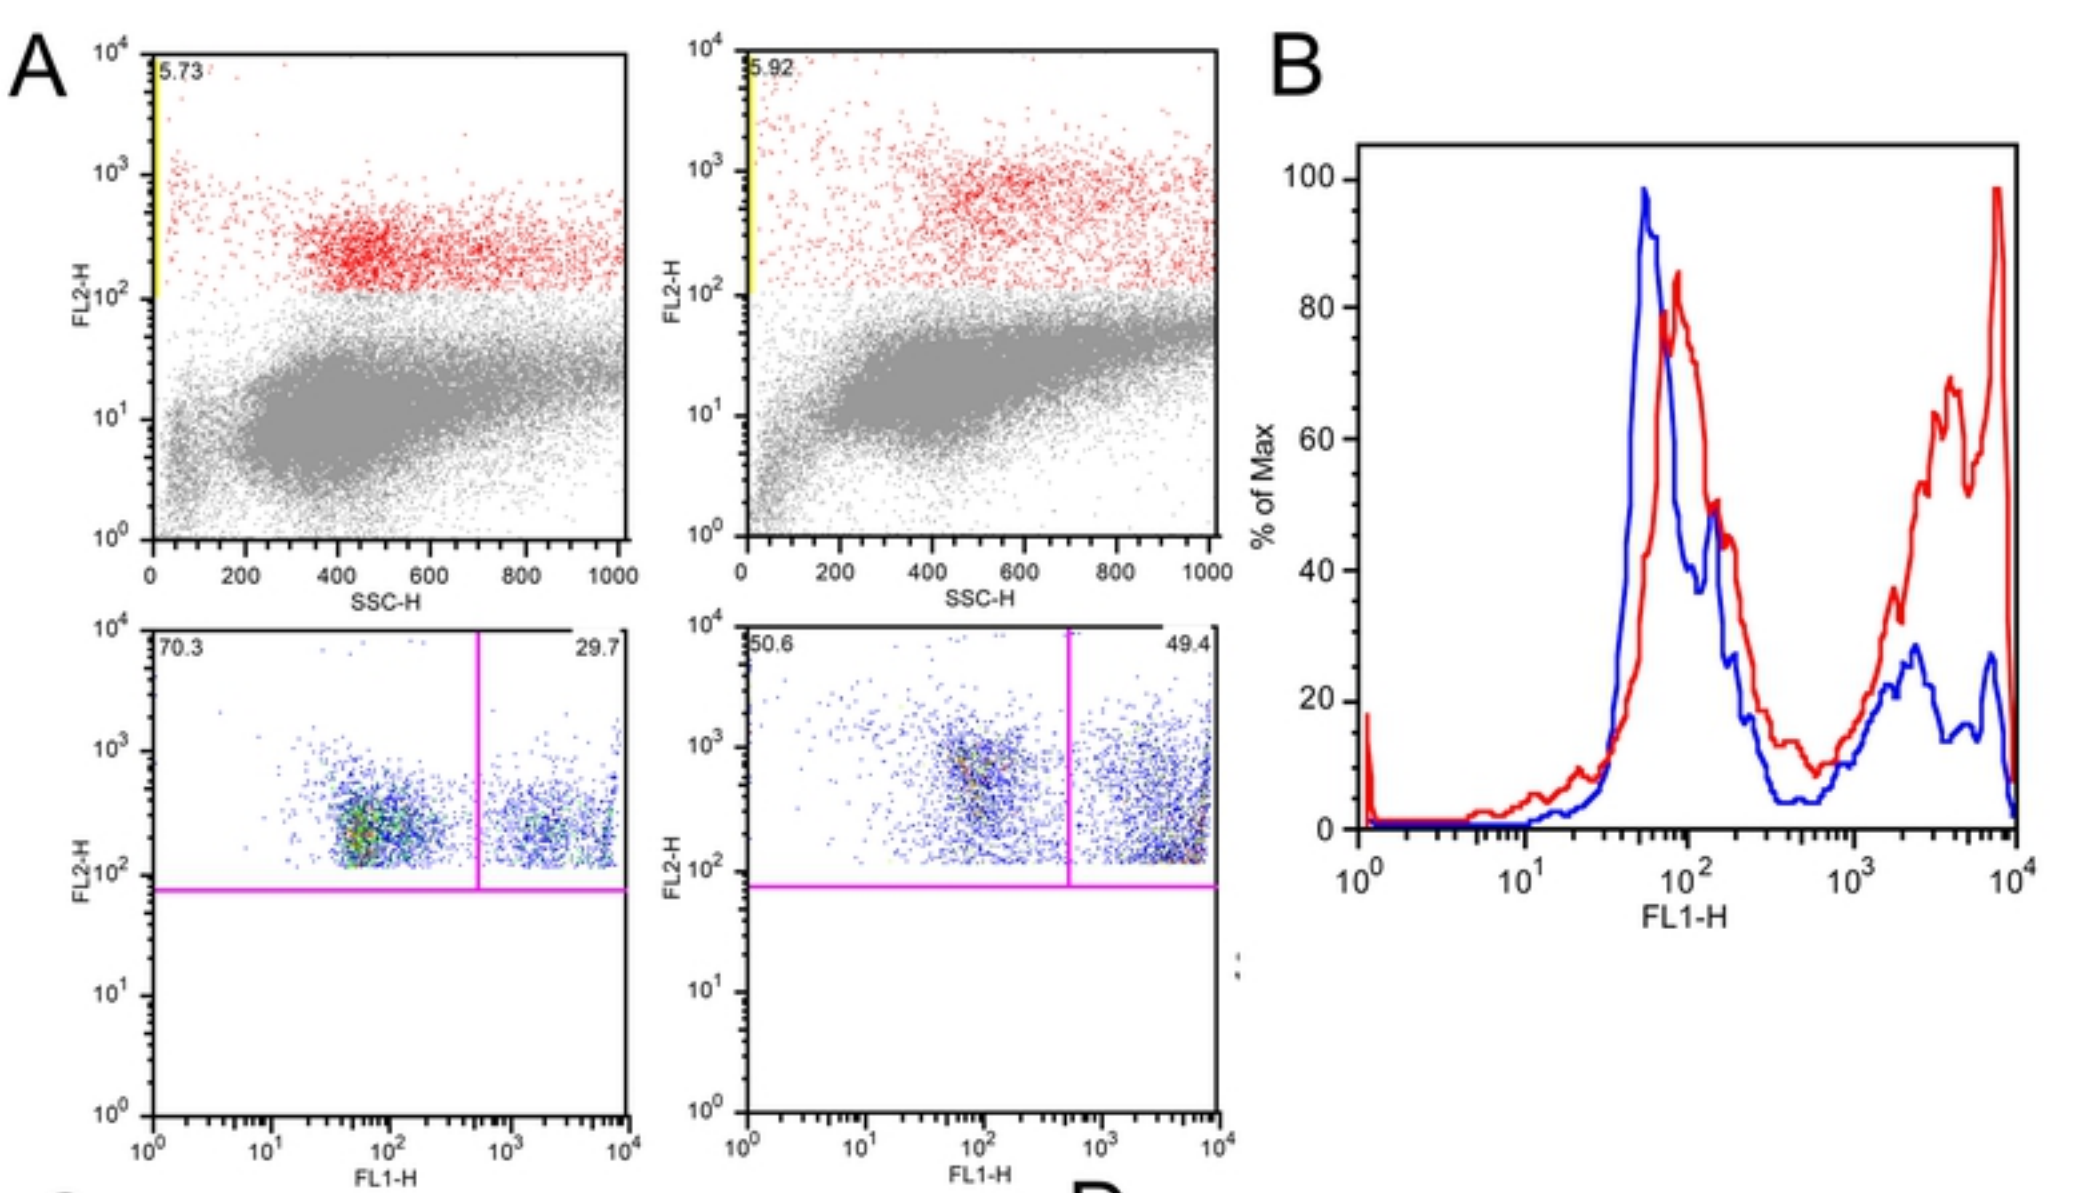 A
B
10⁴
5.73
10³
10²
10¹
10⁰
FL2-H
0 200 400 600 800 1000
SSC-H
10⁴
5.92
10³
10²
10¹
10⁰
FL2-H
0 200 400 600 800 1000
SSC-H
100
80
60
40
20
0
% of Max
10⁰ 10¹ 10² 10³ 10⁴
FL1-H
10⁴
70.3 29.7
10³
10²
10¹
10⁰
FL2-H
10⁰ 10¹ 10² 10³ 10⁴
FL1-H
10⁴
50.6 49.4
10³
10²
10¹
10⁰
FL2-H
10⁰ 10¹ 10² 10³ 10⁴
FL1-H